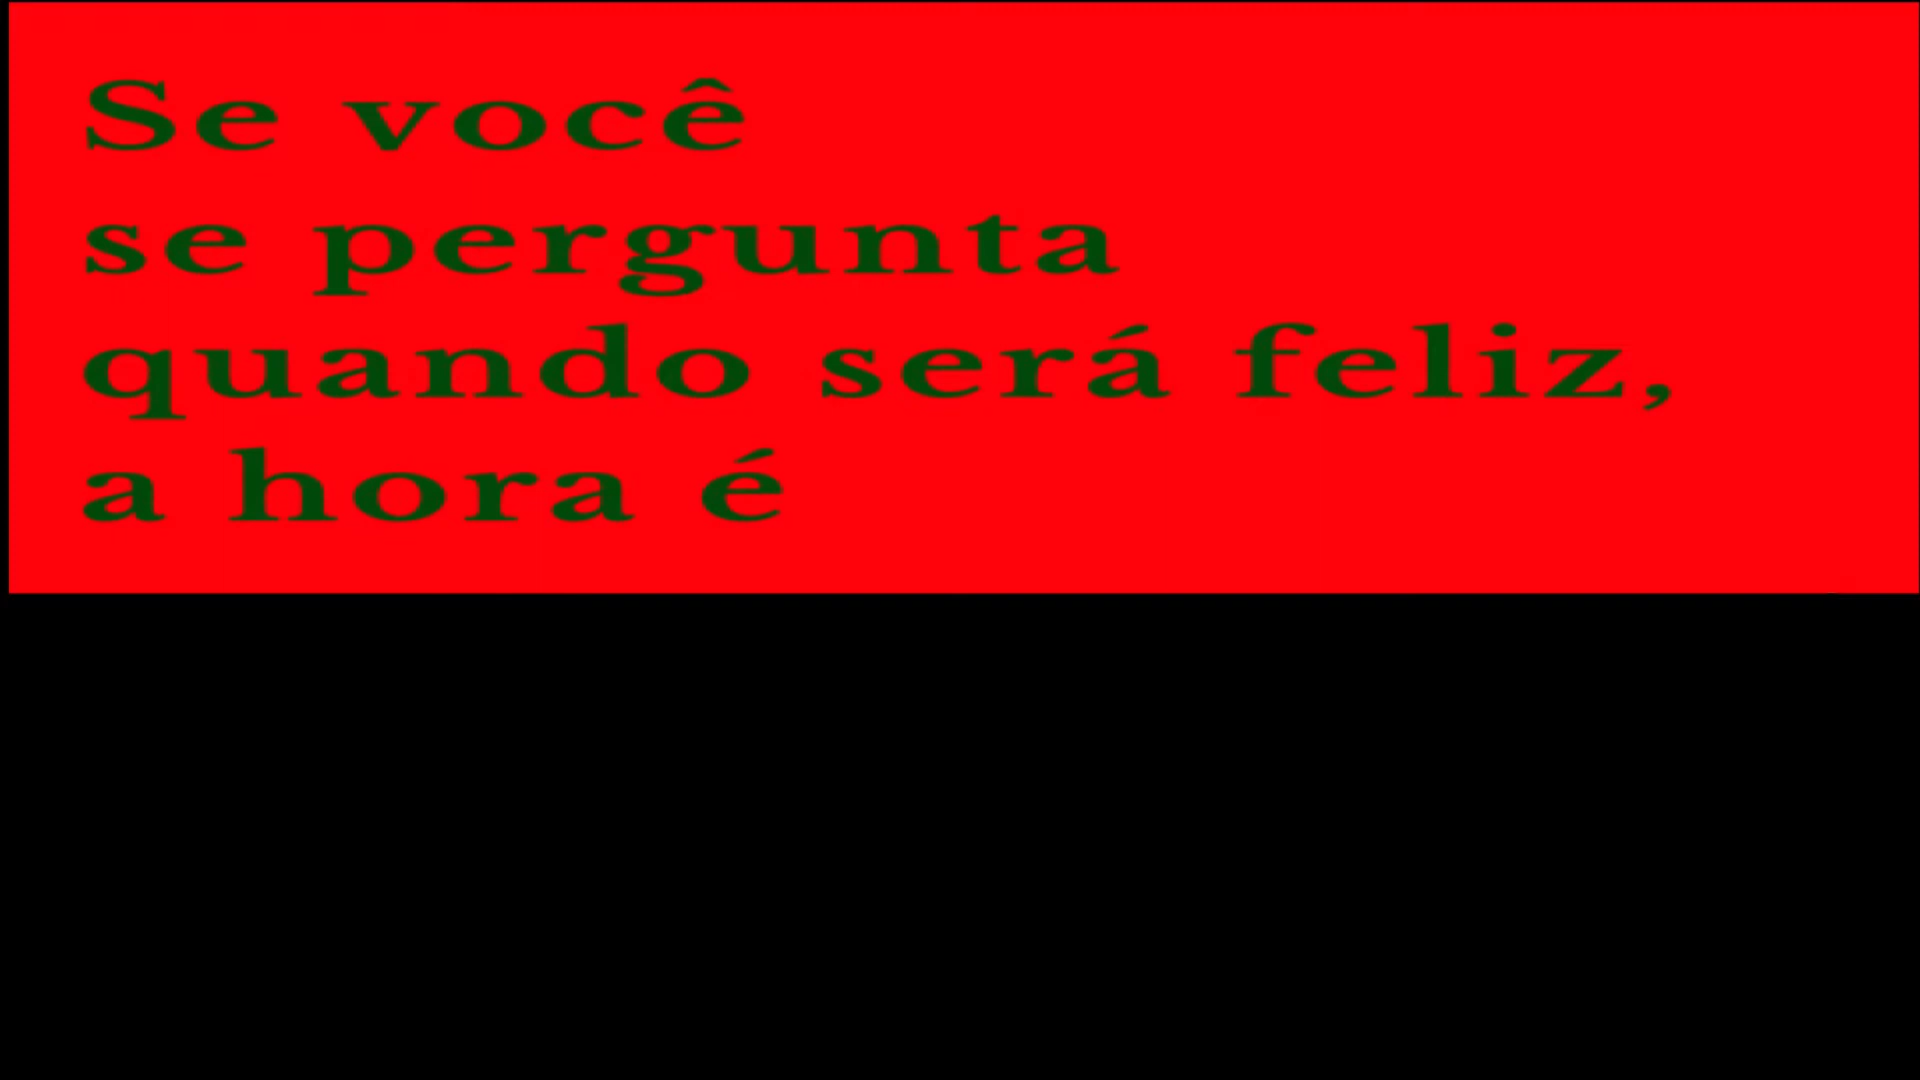 Se você
se pergunta
quando será feliz,
a hora é